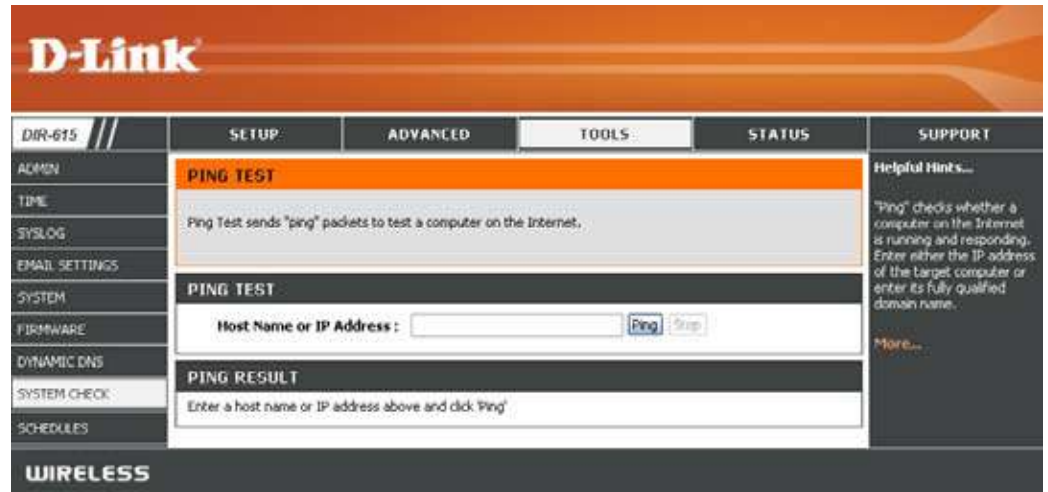 D-Link
DIR-615
SETUP
ADVANCED
TOOLS
STATUS
SUPPORT
ADMIN
TIME
SYSLOG
EMAIL SETTINGS
SYSTEM
FIRMWARE
DYNAMIC DNS
SYSTEM CHECK
SCHEDULES
PING TEST
Ping Test sends "ping" packets to test a computer on the Internet.
PING TEST
Host Name or IP Address :
Ping
Stop
PING RESULT
Enter a host name or IP address above and click 'Ping'
Helpful Hints...
"Ping" checks whether a
computer on the Internet
is running and responding.
Enter either the IP address
of the target computer or
enter its fully qualified
domain name.
More...
WIRELESS